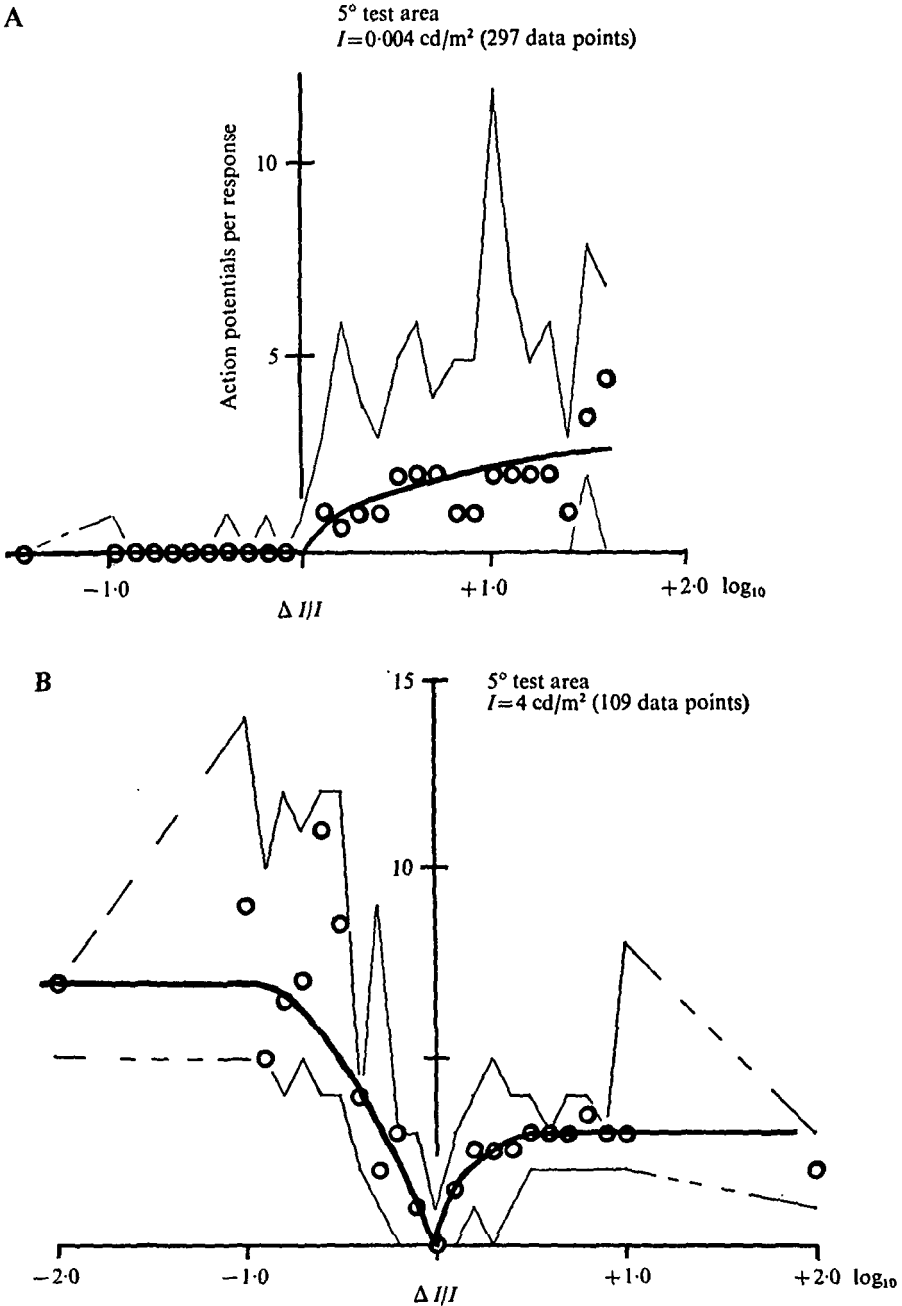 A
5° test area
I=0·004 cd/m² (297 data points)
Action potentials per response
10
5
−1·0
+1·0
+2·0 log₁₀
Δ I/I
B
15
5° test area
I=4 cd/m² (109 data points)
10
−2·0
−1·0
+1·0
+2·0 log₁₀
Δ I/I